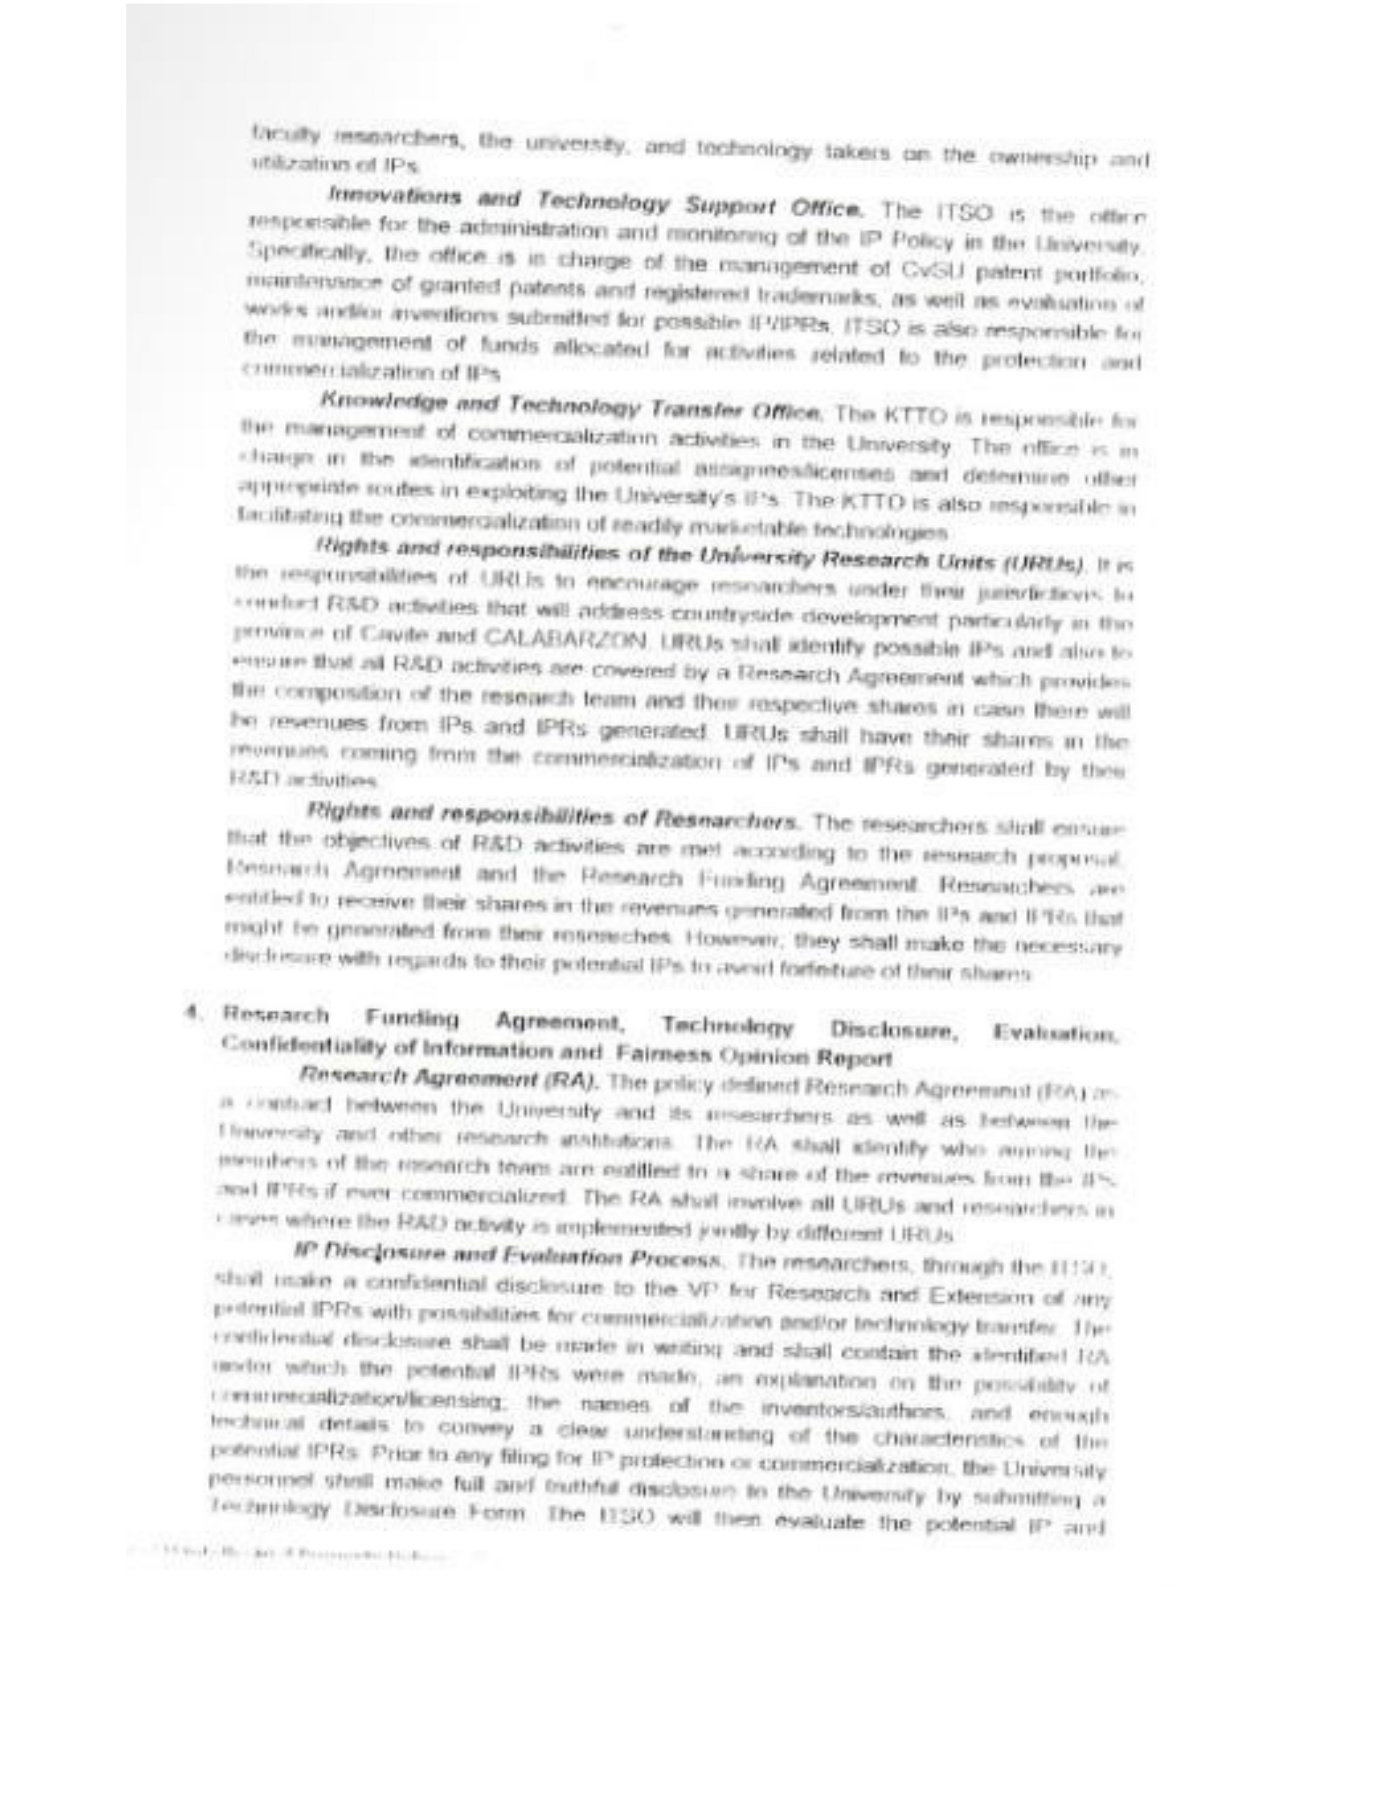 faculty researchers, the university, and technology takers on the ownership and
utilization of IPs.
Innovations and Technology Support Office. The ITSO is the office
responsible for the administration and monitoring of the IP Policy in the University.
Specifically, the office is in charge of the management of CvSU patent portfolio,
maintenance of granted patents and registered trademarks, as well as evaluation of
works and/or inventions submitted for possible IP/IPRs. ITSO is also responsible for
the management of funds allocated for activities related to the protection and
commercialization of IPs
Knowledge and Technology Transfer Office. The KTTO is responsible for
the management of commercialization activities in the University. The office is in
charge in the identification of potential assignees/licenses and determine other
appropriate routes in exploiting the University's IPs. The KTTO is also responsible in
facilitating the commercialization of readily marketable technologies
Rights and responsibilities of the University Research Units (URUs). It is
the responsibilities of URUs to encourage researchers under their jurisdictions to
conduct R&D activities that will address countryside development particularly in the
province of Cavite and CALABARZON. URUs shall identify possible IPs and also to
ensure that all R&D activities are covered by a Research Agreement which provides
the composition of the research team and their respective shares in case there will
be revenues from IPs and IPRs generated. URUs shall have their shares in the
revenues coming from the commercialization of IPs and IPRs generated by their
R&D activities
Rights and responsibilities of Researchers. The researchers shall ensure
that the objectives of R&D activities are met according to the research proposal,
Research Agreement and the Research Funding Agreement. Researchers are
entitled to receive their shares in the revenues generated from the IPs and IPRs that
might be generated from their researches. However, they shall make the necessary
disclosure with regards to their potential IPs to avoid forfeiture of their shares
4. Research Funding Agreement, Technology Disclosure, Evaluation,
Confidentiality of Information and Fairness Opinion Report
Research Agreement (RA). The policy defined Research Agreement (RA) as
a contract between the University and its researchers as well as between the
University and other research institutions. The RA shall identify who among the
members of the research team are entitled to a share of the revenues from the IPs
and IPRs if ever commercialized. The RA shall involve all URUs and researchers in
cases where the R&D activity is implemented jointly by different URUs
IP Disclosure and Evaluation Process. The researchers, through the ITSO,
shall make a confidential disclosure to the VP for Research and Extension of any
potential IPRs with possibilities for commercialization and/or technology transfer. The
confidential disclosure shall be made in writing and shall contain the identified RA
under which the potential IPRs were made, an explanation on the possibility of
commercialization/licensing, the names of the inventors/authors, and enough
technical details to convey a clear understanding of the characteristics of the
potential IPRs. Prior to any filing for IP protection or commercialization, the University
personnel shall make full and truthful disclosure to the University by submitting a
Technology Disclosure Form. The ITSO will then evaluate the potential IP and